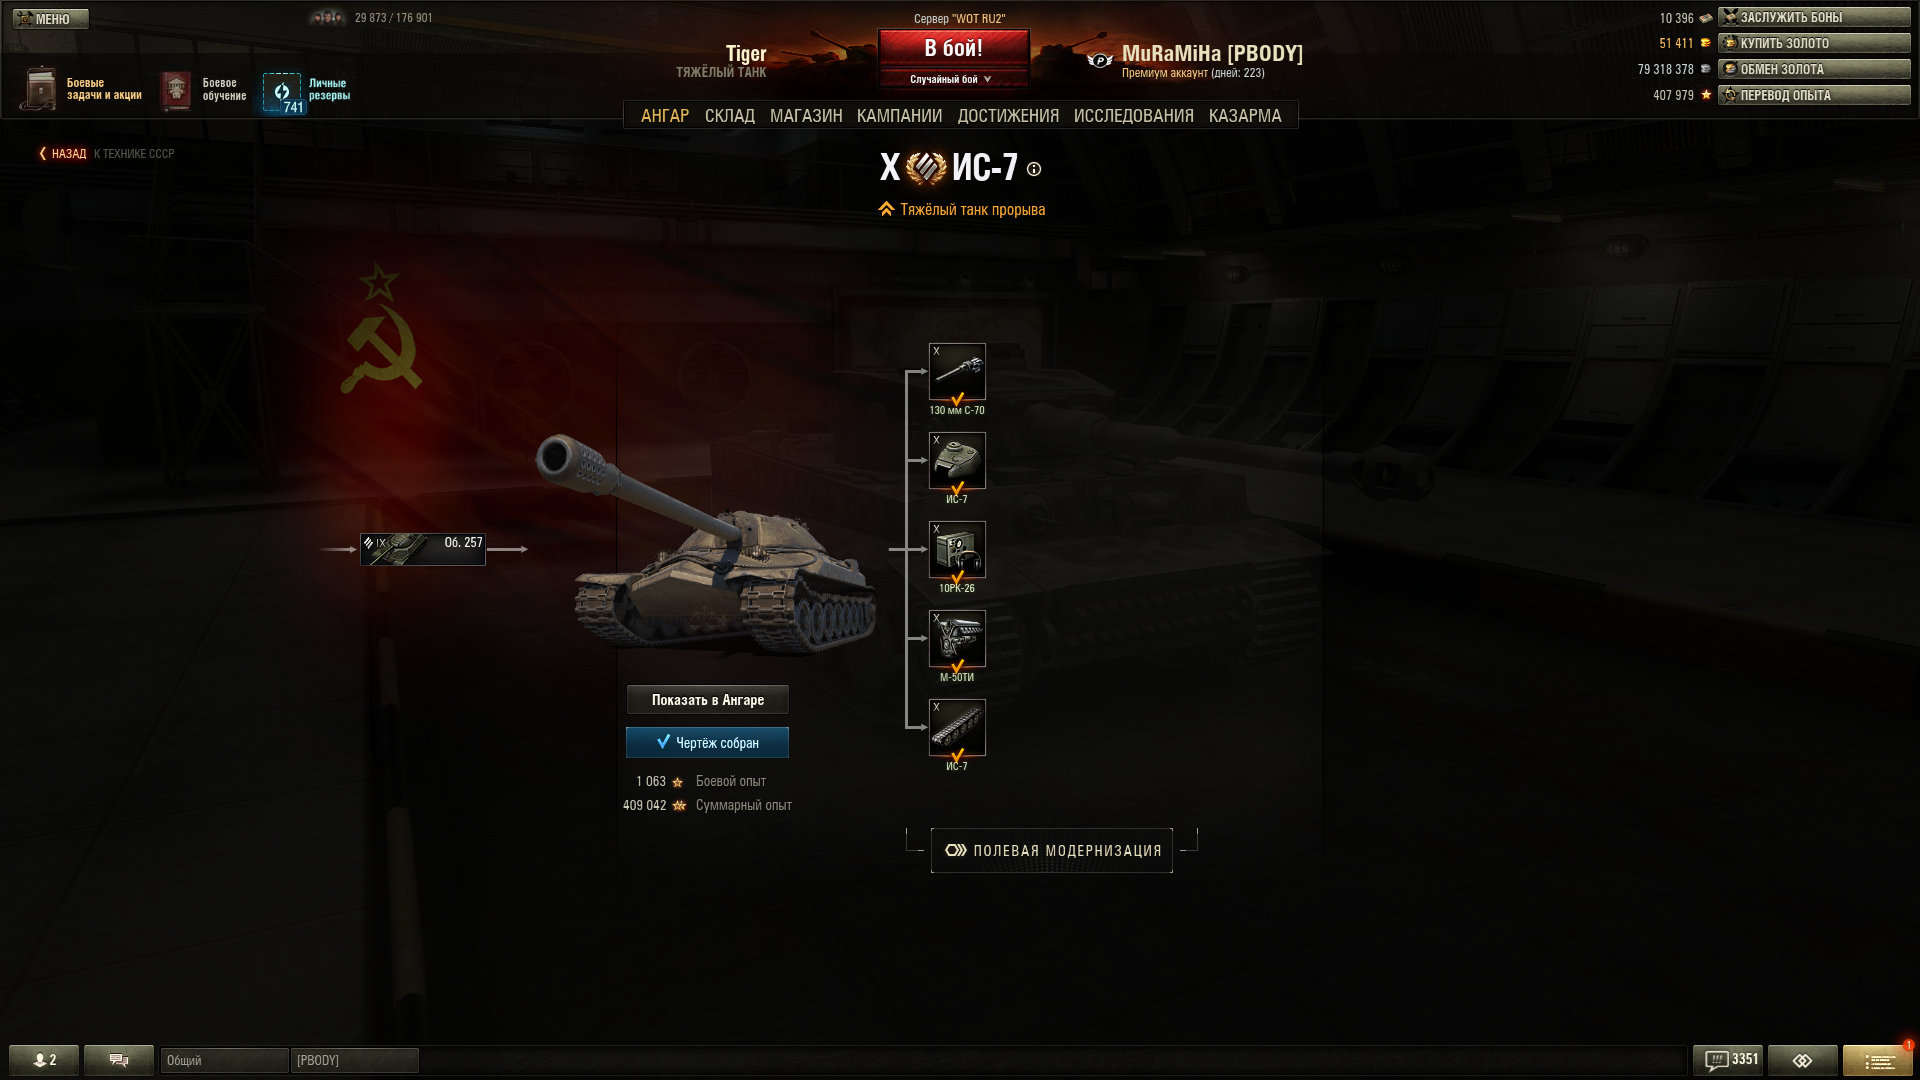 МЕНЮ
29 873 / 176 901
Сервер "WOT RU2"
Tiger
ТЯЖЁЛЫЙ ТАНК
В бой!
Случайный бой
MuRaMiHa [PBODY]
Премиум аккаунт (дней: 223)
10 396 ЗАСЛУЖИТЬ БОНЫ
51 411 КУПИТЬ ЗОЛОТО
79 318 378 ОБМЕН ЗОЛОТА
407 979 ПЕРЕВОД ОПЫТА
Боевые
задачи и акции
Боевое
обучение
Личные
резервы
741
АНГАР СКЛАД МАГАЗИН КАМПАНИИ ДОСТИЖЕНИЯ ИССЛЕДОВАНИЯ КАЗАРМА
НАЗАД К ТЕХНИКЕ СССР
X ИС-7
Тяжёлый танк прорыва
X
130 мм С-70
X
ИС-7
IX Об. 257
X
10РК-26
X
М-50ТИ
X
ИС-7
Показать в Ангаре
Чертёж собран
1 063 Боевой опыт
409 042 Суммарный опыт
ПОЛЕВАЯ МОДЕРНИЗАЦИЯ
2
Общий
[PBODY]
3351
1